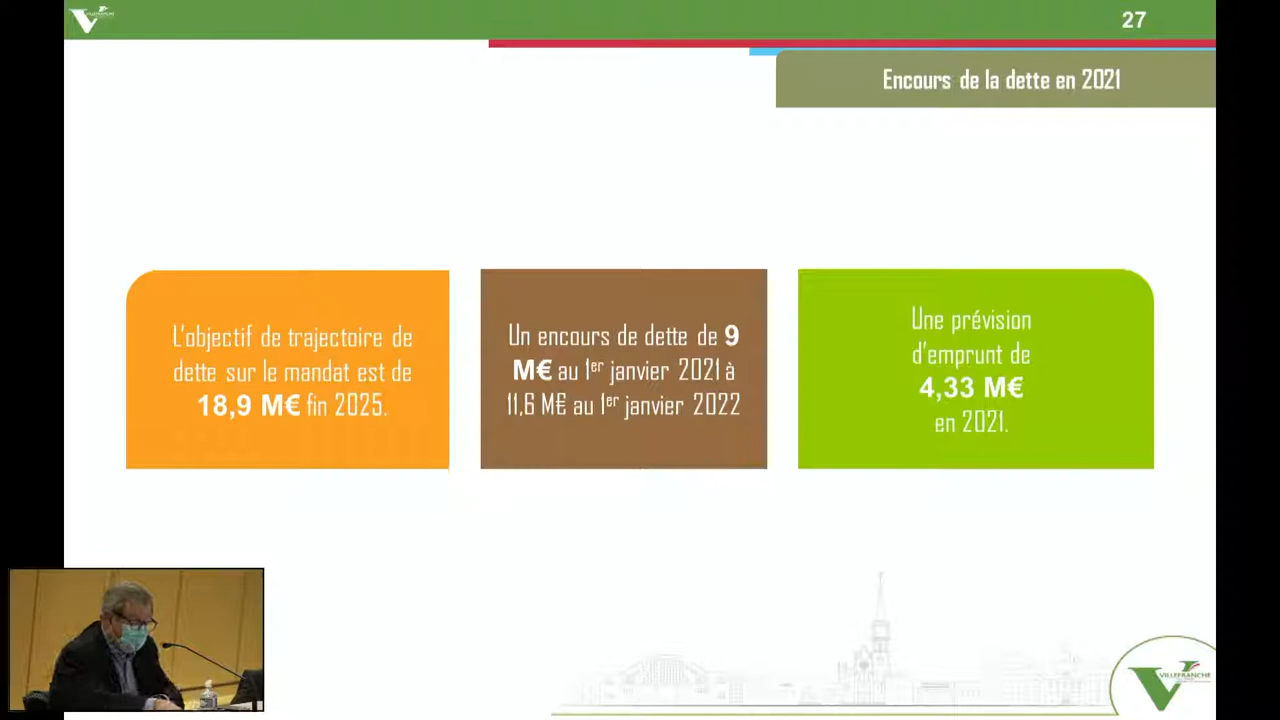 VILLEFRANCHE
27
Encours de la dette en 2021
L'objectif de trajectoire de
dette sur le mandat est de
18,9 M€ fin 2025.
Un encours de dette de 9
M€ au 1er janvier 2021 à
11,6 M€ au 1er janvier 2022
Une prévision
d'emprunt de
4,33 M€
en 2021.
VILLEFRANCHE